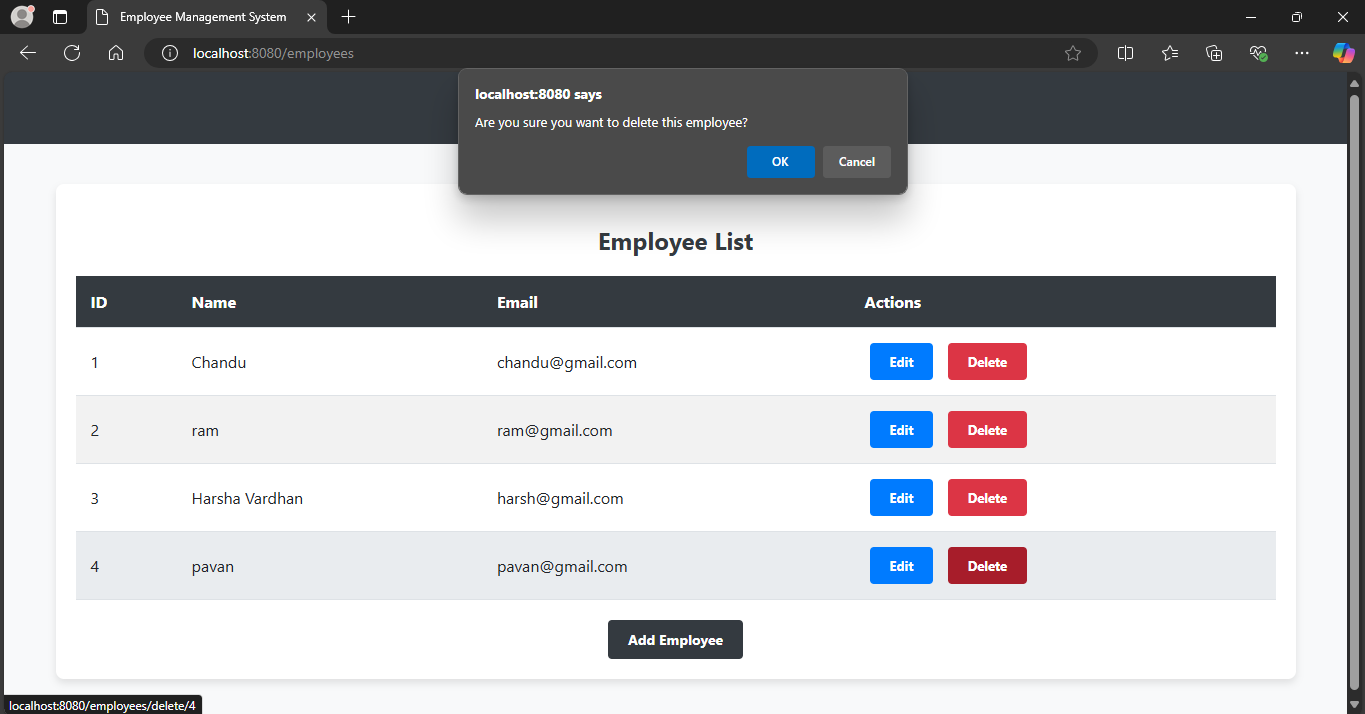 Employee Management System
localhost:8080/employees
localhost:8080 says
Are you sure you want to delete this employee?
OK Cancel
Employee List
ID Name Email Actions
1 Chandu chandu@gmail.com Edit Delete
2 ram ram@gmail.com Edit Delete
3 Harsha Vardhan harsh@gmail.com Edit Delete
4 pavan pavan@gmail.com Edit Delete
Add Employee
localhost:8080/employees/delete/4